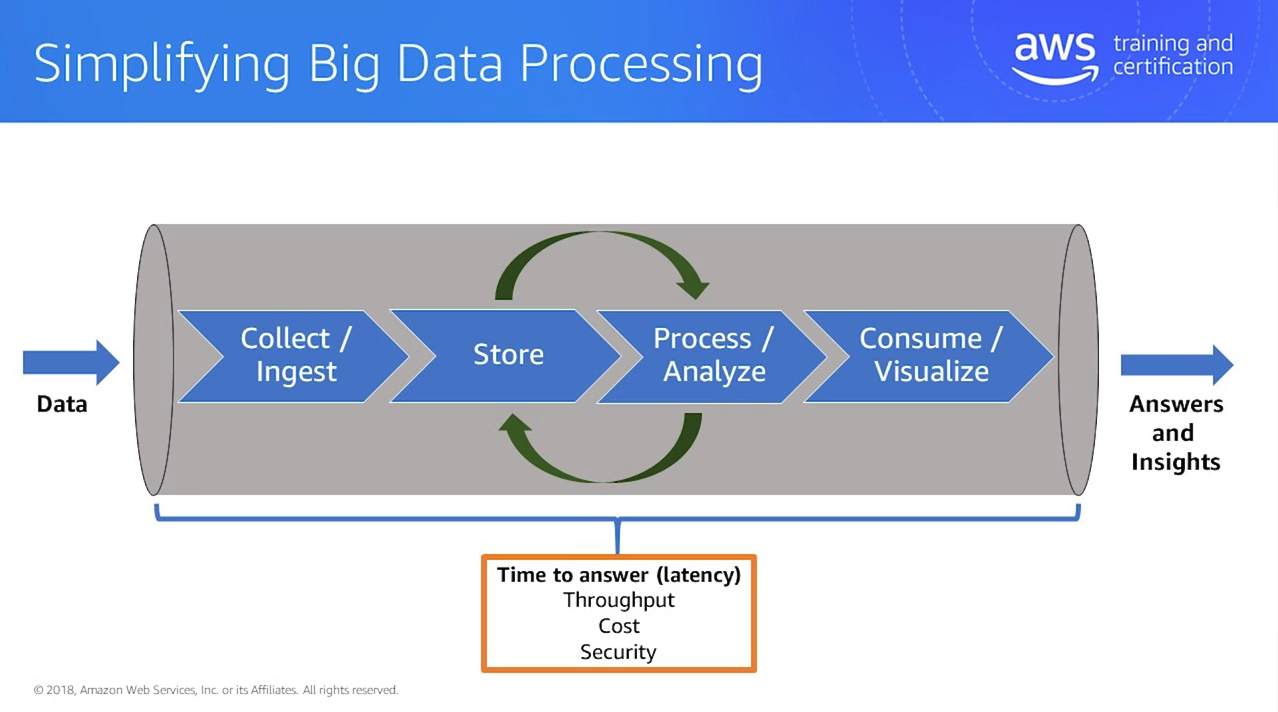 Simplifying Big Data Processing
aws
training and
certification
Collect /
Ingest
Store
Process /
Analyze
Consume /
Visualize
Data
Answers
and
Insights
Time to answer (latency)
Throughput
Cost
Security
© 2018, Amazon Web Services, Inc. or its Affiliates. All rights reserved.